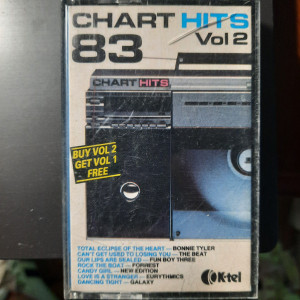 CHART HITS
83 Vol 2
CHART HITS
BUY VOL 2
GET VOL 1
FREE
TOTAL ECLIPSE OF THE HEART — BONNIE TYLER
CAN'T GET USED TO LOSING YOU — THE BEAT
OUR LIPS ARE SEALED — FUN BOY THREE
ROCK THE BOAT — FORREST
CANDY GIRL — NEW EDITION
LOVE IS A STRANGER — EURYTHMICS
DANCING TIGHT — GALAXY
K-tel